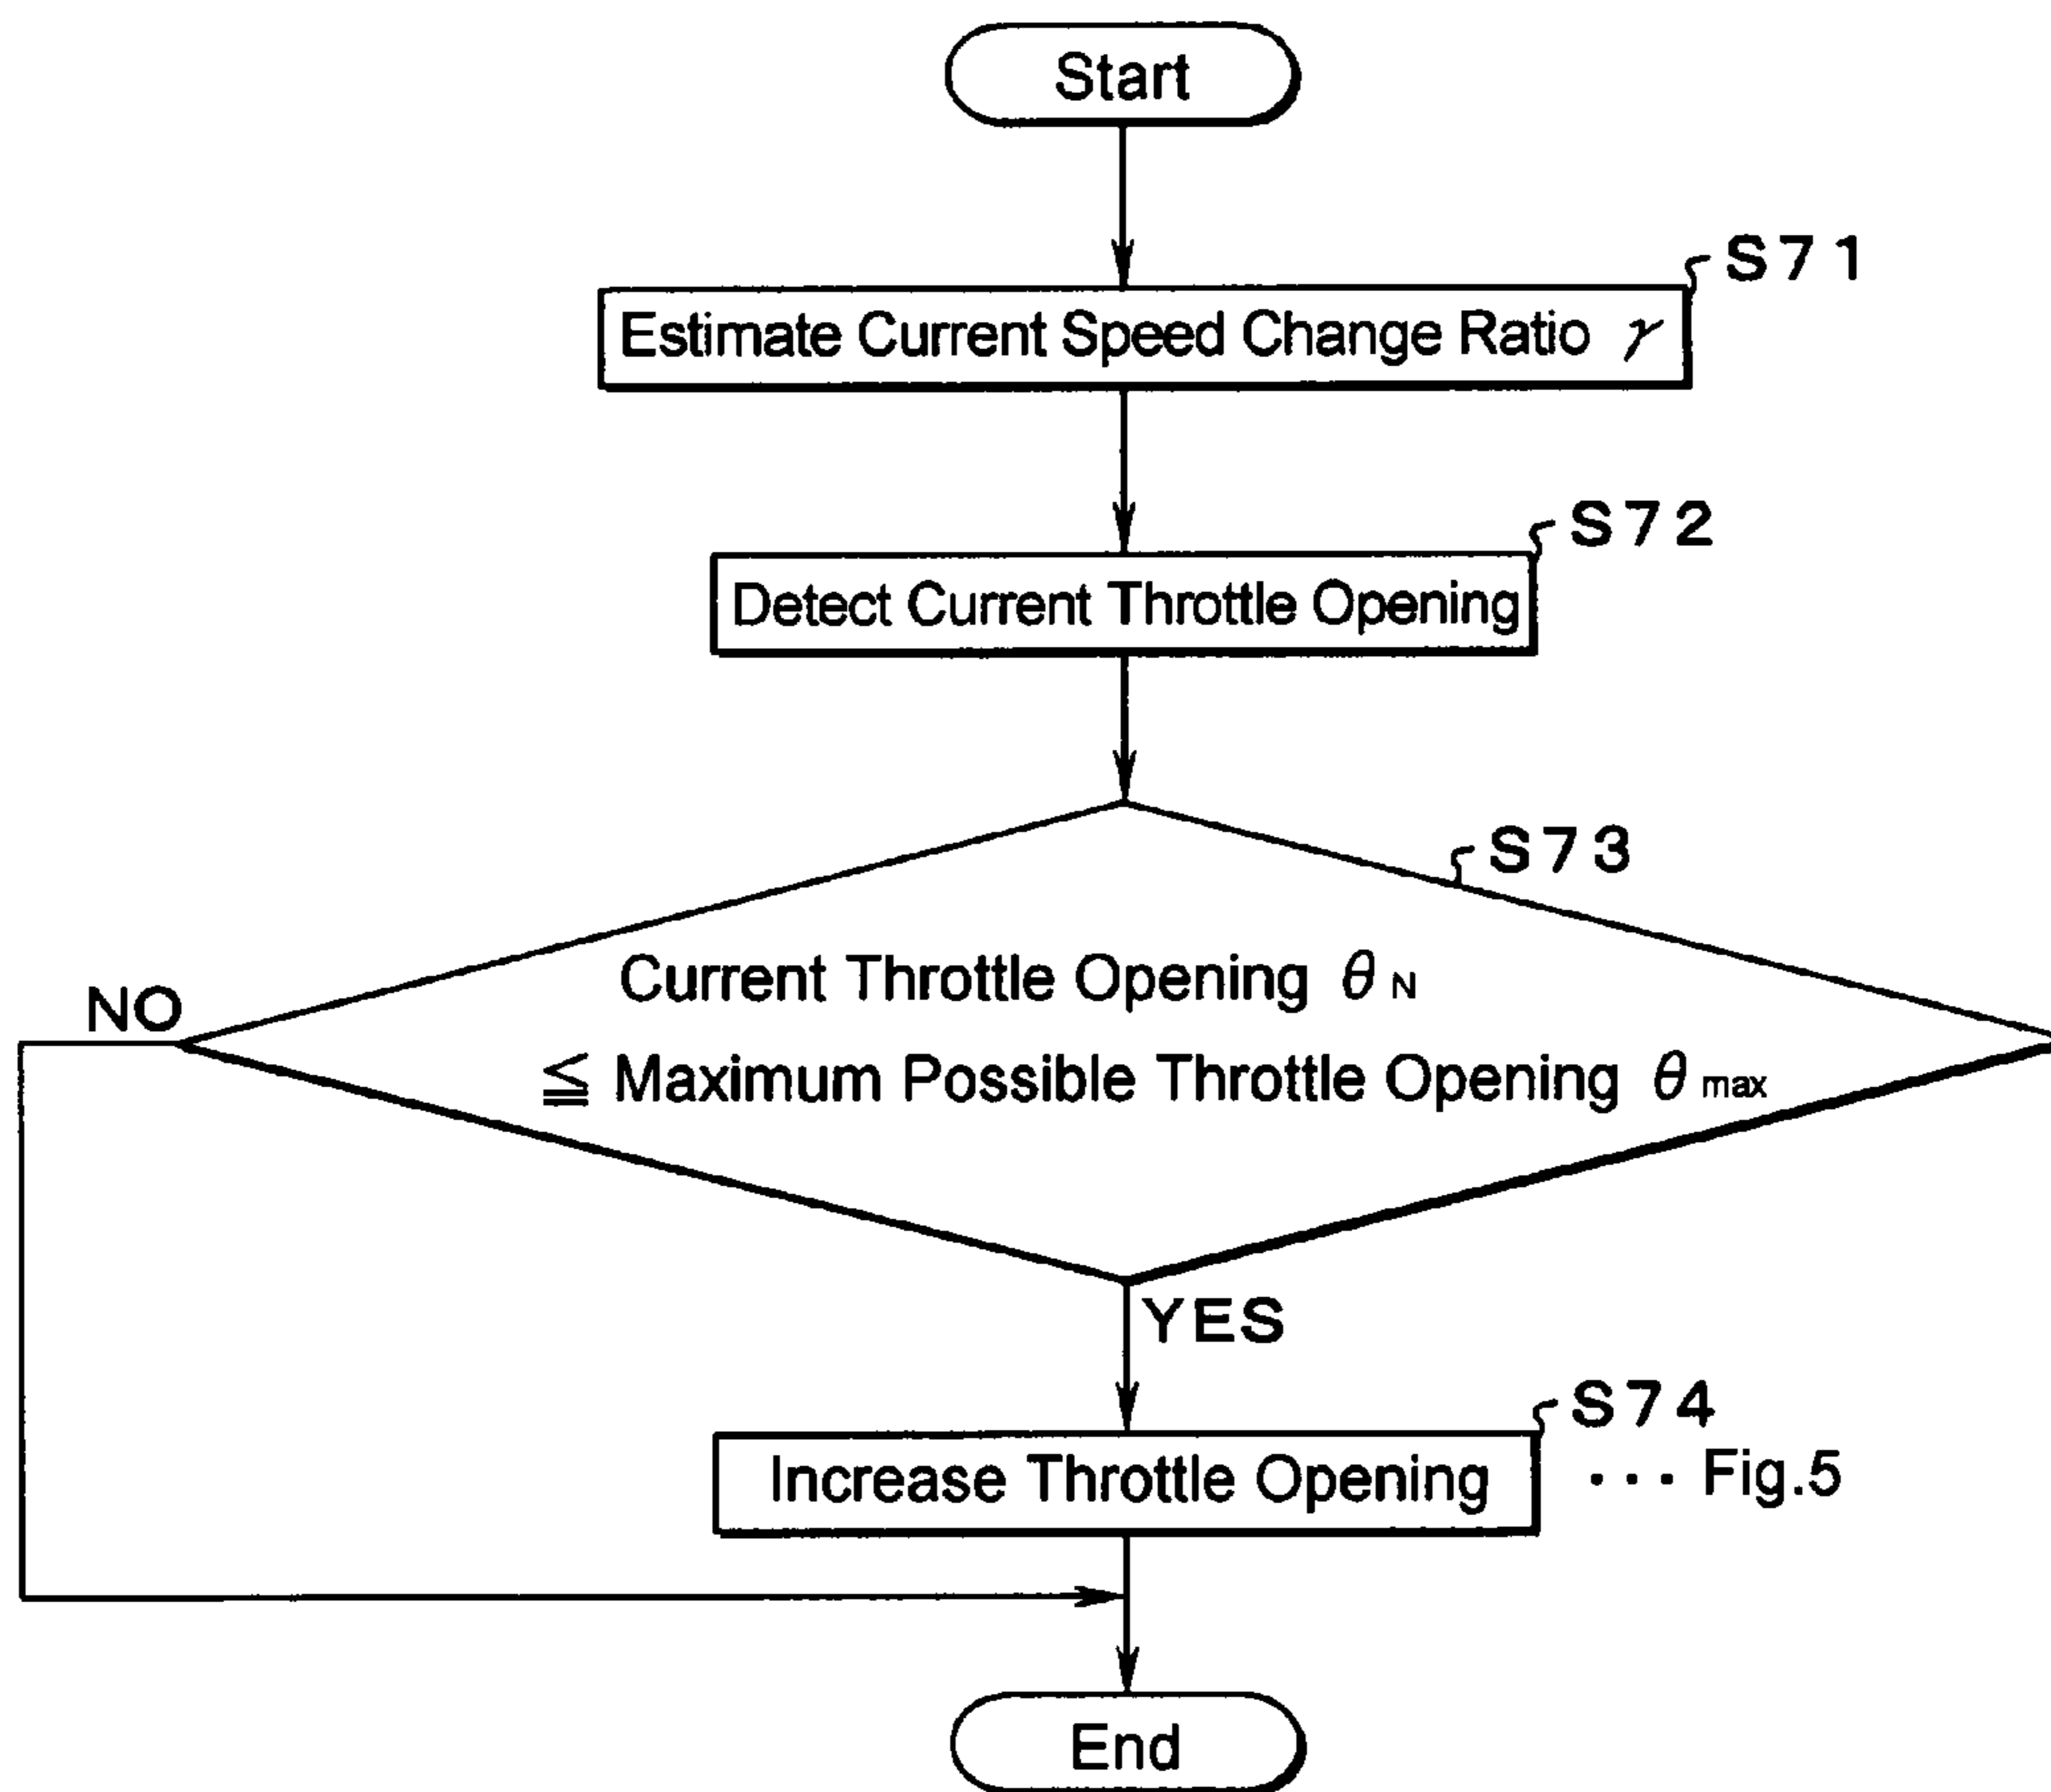 Start
S71
Estimate Current Speed Change Ratio γ
S72
Detect Current Throttle Opening
S73
Current Throttle Opening θN
NO
≦ Maximum Possible Throttle Opening θmax
YES
S74
Increase Throttle Opening ··· Fig.5
End